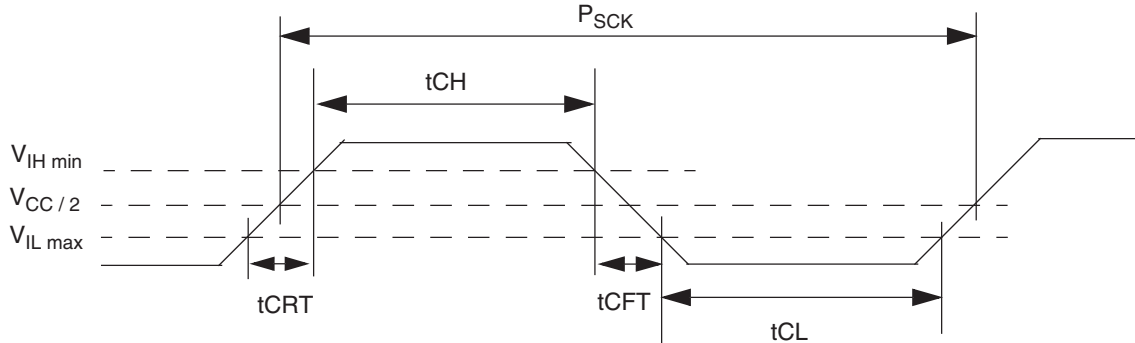 PSCK
tCH
VIH min
VCC / 2
VIL max
tCRT
tCFT
tCL